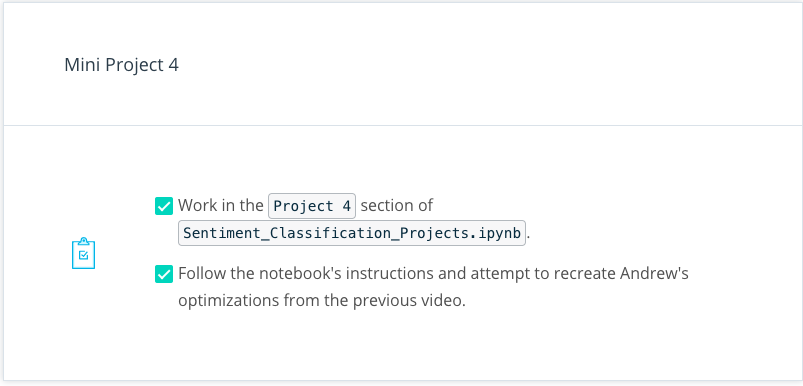 Mini Project 4
Work in the Project 4 section of
Sentiment_Classification_Projects.ipynb.
Follow the notebook's instructions and attempt to recreate Andrew's
optimizations from the previous video.